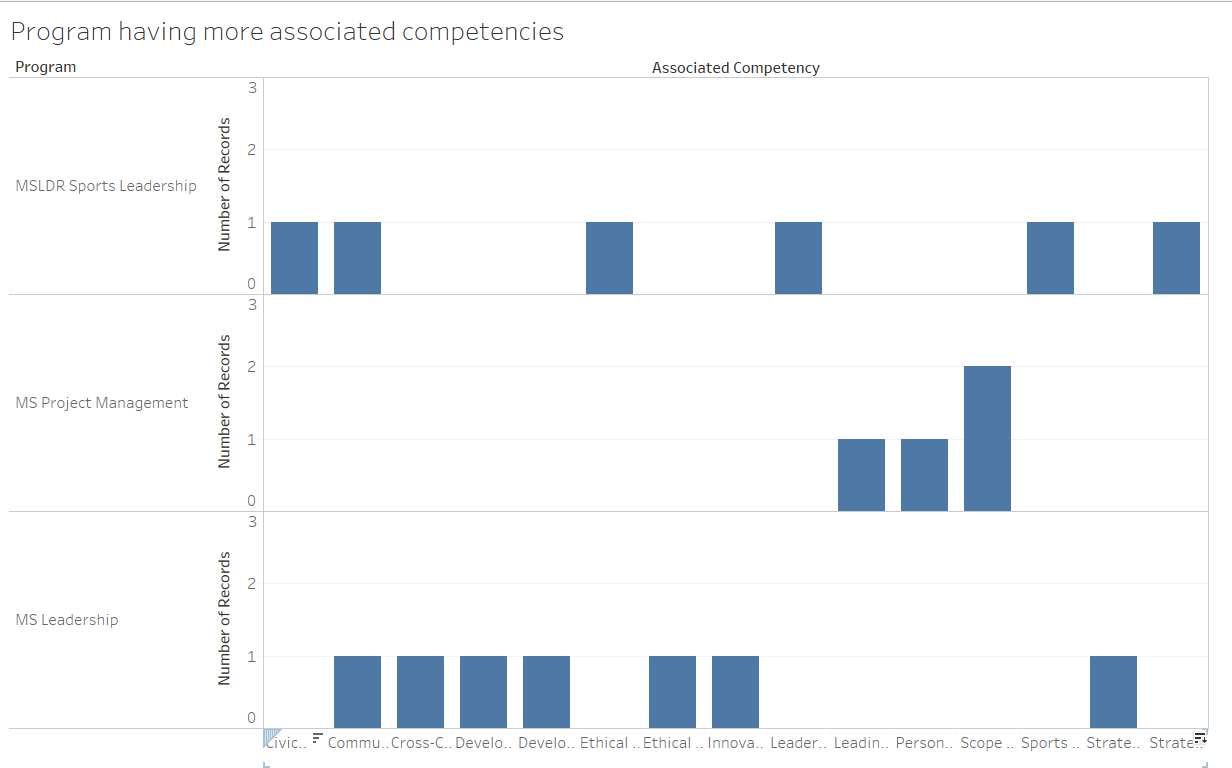 Program having more associated competencies
Program
Associated Competency
MSLDR Sports Leadership
Number of Records
3
2
1
0
MS Project Management
Number of Records
3
2
1
0
MS Leadership
Number of Records
3
2
1
0
Civic.. Commu.. Cross-C.. Develo.. Develo.. Ethical .. Ethical .. Innova.. Leader.. Leadin.. Person.. Scope .. Sports .. Strate.. Strate..